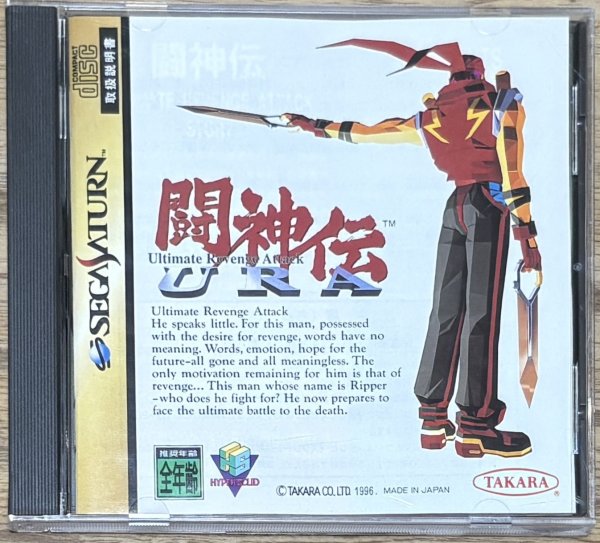 COMPACT
disc
取扱説明書
SEGA SATURN™
闘神伝™
Ultimate Revenge Attack
URA
Ultimate Revenge Attack
He speaks little. For this man, possessed
with the desire for revenge, words have no
meaning. Words, emotion, hope for the
future-all gone and all meaningless. The
only motivation remaining for him is that of
revenge... This man whose name is Ripper
-who does he fight for? He now prepares to
face the ultimate battle to the death.
推奨年齢
全年齢
HYPERSOLID
© TAKARA CO., LTD. 1996. MADE IN JAPAN
TAKARA®